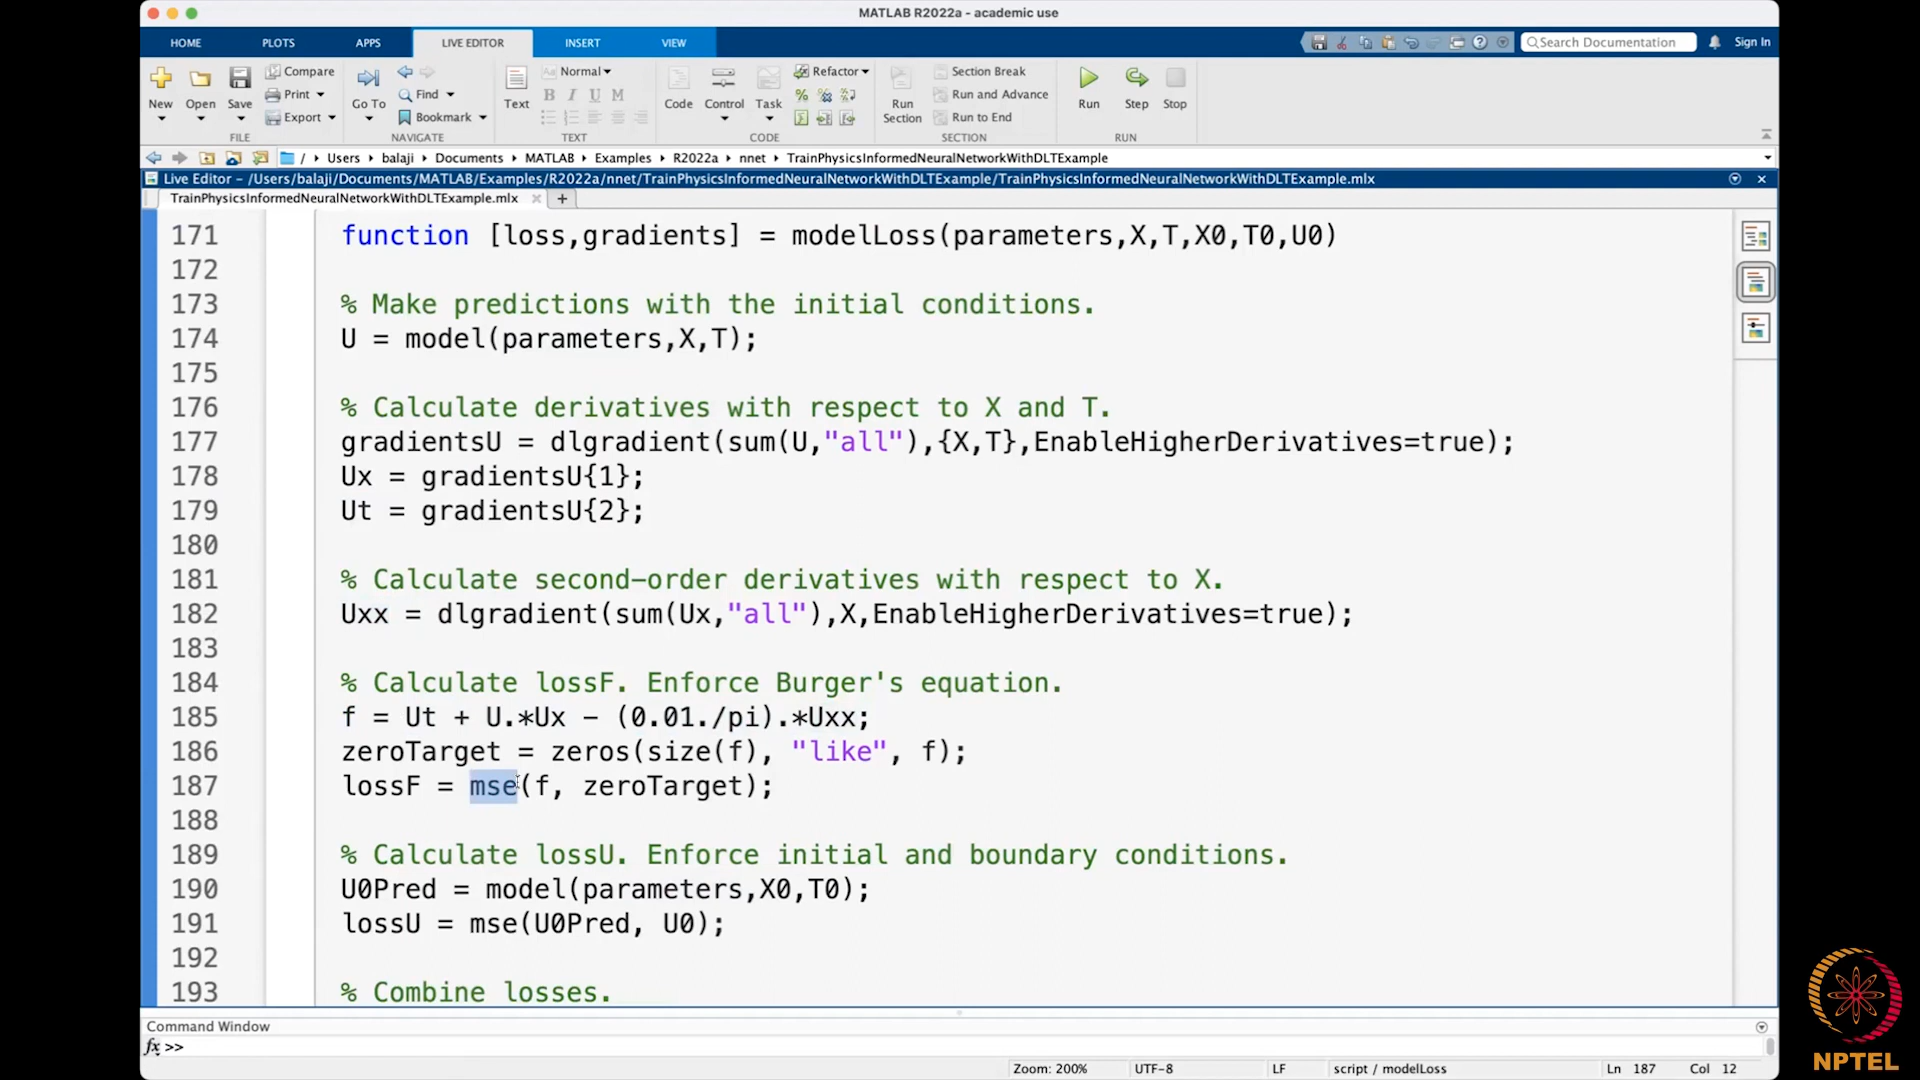 MATLAB R2022a - academic use
HOME PLOTS APPS LIVE EDITOR INSERT VIEW Search Documentation Sign In
New Open Save Compare Print Export Go To Find Bookmark Text Normal B I U M Code Control Task Refactor Run Section Section Break Run and Advance Run to End Run Step Stop
FILE NAVIGATE TEXT CODE SECTION RUN
/ Users balaji Documents MATLAB Examples R2022a nnet TrainPhysicsInformedNeuralNetworkWithDLTExample
Live Editor - /Users/balaji/Documents/MATLAB/Examples/R2022a/nnet/TrainPhysicsInformedNeuralNetworkWithDLTExample/TrainPhysicsInformedNeuralNetworkWithDLTExample.mlx
TrainPhysicsInformedNeuralNetworkWithDLTExample.mlx
171 function [loss,gradients] = modelLoss(parameters,X,T,X0,T0,U0)
172
173 % Make predictions with the initial conditions.
174 U = model(parameters,X,T);
175
176 % Calculate derivatives with respect to X and T.
177 gradientsU = dlgradient(sum(U,"all"),{X,T},EnableHigherDerivatives=true);
178 Ux = gradientsU{1};
179 Ut = gradientsU{2};
180
181 % Calculate second-order derivatives with respect to X.
182 Uxx = dlgradient(sum(Ux,"all"),X,EnableHigherDerivatives=true);
183
184 % Calculate lossF. Enforce Burger's equation.
185 f = Ut + U.*Ux - (0.01./pi).*Uxx;
186 zeroTarget = zeros(size(f), "like", f);
187 lossF = mse(f, zeroTarget);
188
189 % Calculate lossU. Enforce initial and boundary conditions.
190 U0Pred = model(parameters,X0,T0);
191 lossU = mse(U0Pred, U0);
192
193 % Combine losses.
Command Window
fx >>
Zoom: 200% UTF-8 LF script / modelLoss Ln 187 Col 12
NPTEL